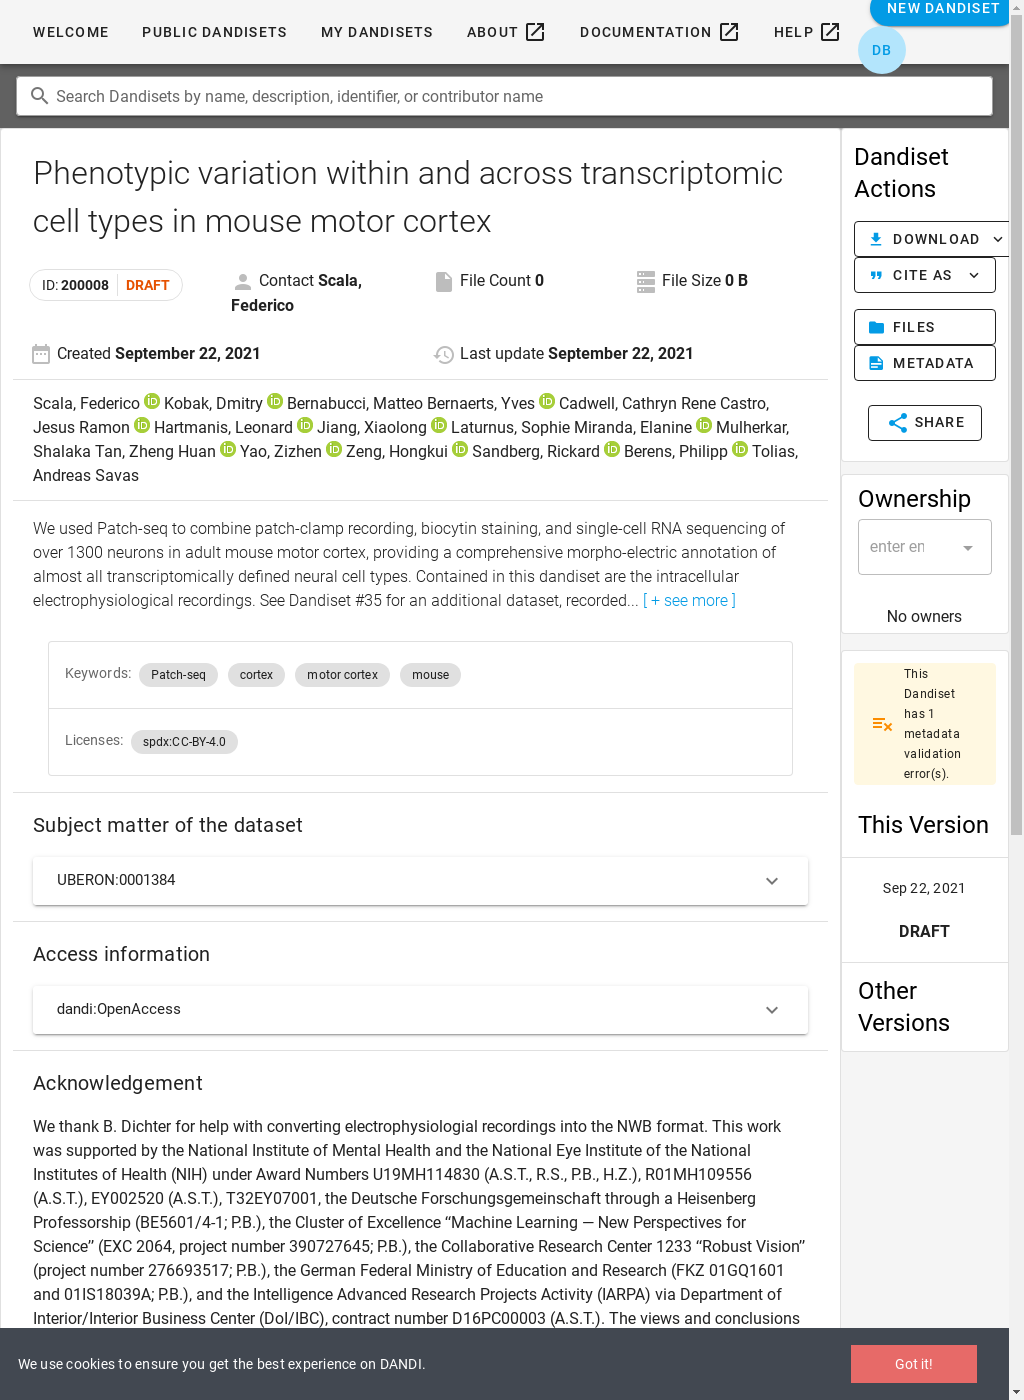 WELCOME PUBLIC DANDISETS MY DANDISETS ABOUT DOCUMENTATION HELP NEW DANDISET
DB
Search Dandisets by name, description, identifier, or contributor name
Phenotypic variation within and across transcriptomic
cell types in mouse motor cortex
ID: 200008 DRAFT
Contact Scala,
Federico
File Count 0
File Size 0 B
Created September 22, 2021
Last update September 22, 2021
Scala, Federico iD Kobak, Dmitry iD Bernabucci, Matteo Bernaerts, Yves iD Cadwell, Cathryn Rene Castro,
Jesus Ramon iD Hartmanis, Leonard iD Jiang, Xiaolong iD Laturnus, Sophie Miranda, Elanine iD Mulherkar,
Shalaka Tan, Zheng Huan iD Yao, Zizhen iD Zeng, Hongkui iD Sandberg, Rickard iD Berens, Philipp iD Tolias,
Andreas Savas
We used Patch-seq to combine patch-clamp recording, biocytin staining, and single-cell RNA sequencing of
over 1300 neurons in adult mouse motor cortex, providing a comprehensive morpho-electric annotation of
almost all transcriptomically defined neural cell types. Contained in this dandiset are the intracellular
electrophysiological recordings. See Dandiset #35 for an additional dataset, recorded... [ + see more ]
Keywords: Patch-seq cortex motor cortex mouse
Licenses: spdx:CC-BY-4.0
Subject matter of the dataset
UBERON:0001384
Access information
dandi:OpenAccess
Acknowledgement
We thank B. Dichter for help with converting electrophysiologial recordings into the NWB format. This work
was supported by the National Institute of Mental Health and the National Eye Institute of the National
Institutes of Health (NIH) under Award Numbers U19MH114830 (A.S.T., R.S., P.B., H.Z.), R01MH109556
(A.S.T.), EY002520 (A.S.T.), T32EY07001, the Deutsche Forschungsgemeinschaft through a Heisenberg
Professorship (BE5601/4-1; P.B.), the Cluster of Excellence “Machine Learning — New Perspectives for
Science” (EXC 2064, project number 390727645; P.B.), the Collaborative Research Center 1233 “Robust Vision”
(project number 276693517; P.B.), the German Federal Ministry of Education and Research (FKZ 01GQ1601
and 01IS18039A; P.B.), and the Intelligence Advanced Research Projects Activity (IARPA) via Department of
Interior/Interior Business Center (DoI/IBC), contract number D16PC00003 (A.S.T.). The views and conclusions
Dandiset
Actions
DOWNLOAD
CITE AS
FILES
METADATA
SHARE
Ownership
enter en
No owners
This
Dandiset
has 1
metadata
validation
error(s).
This Version
Sep 22, 2021
DRAFT
Other
Versions
We use cookies to ensure you get the best experience on DANDI.
Got it!